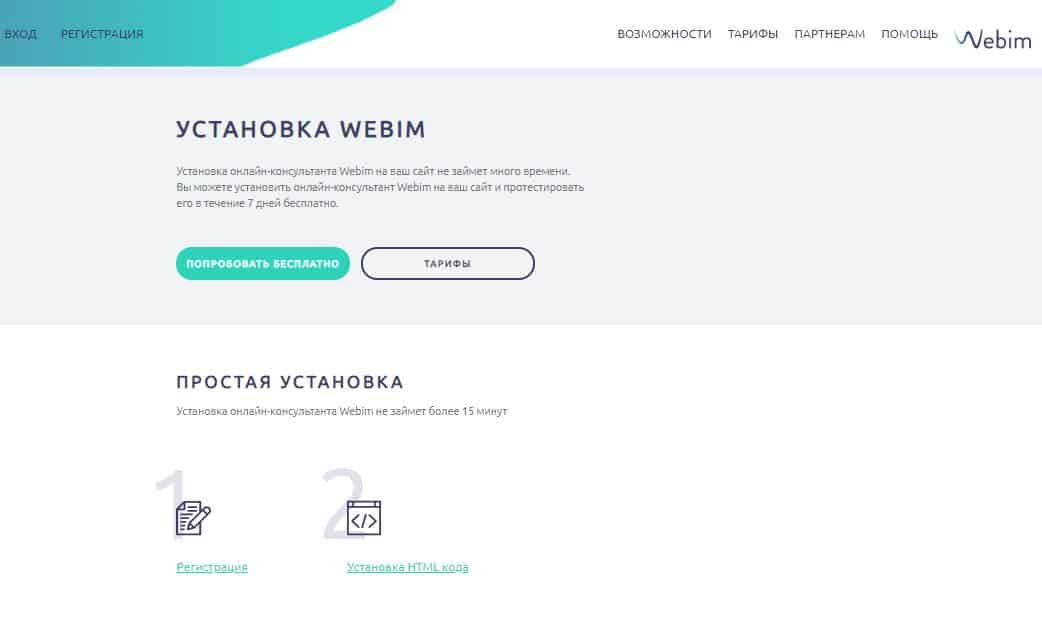 ВХОД РЕГИСТРАЦИЯ ВОЗМОЖНОСТИ ТАРИФЫ ПАРТНЕРАМ ПОМОЩЬ Webim
УСТАНОВКА WEBIM
Установка онлайн-консультанта Webim на ваш сайт не займет много времени.
Вы можете установить онлайн-консультант Webim на ваш сайт и протестировать
его в течение 7 дней бесплатно.
ПОПРОБОВАТЬ БЕСПЛАТНО ТАРИФЫ
ПРОСТАЯ УСТАНОВКА
Установка онлайн-консультанта Webim не займет более 15 минут
1 2
Регистрация Установка HTML кода